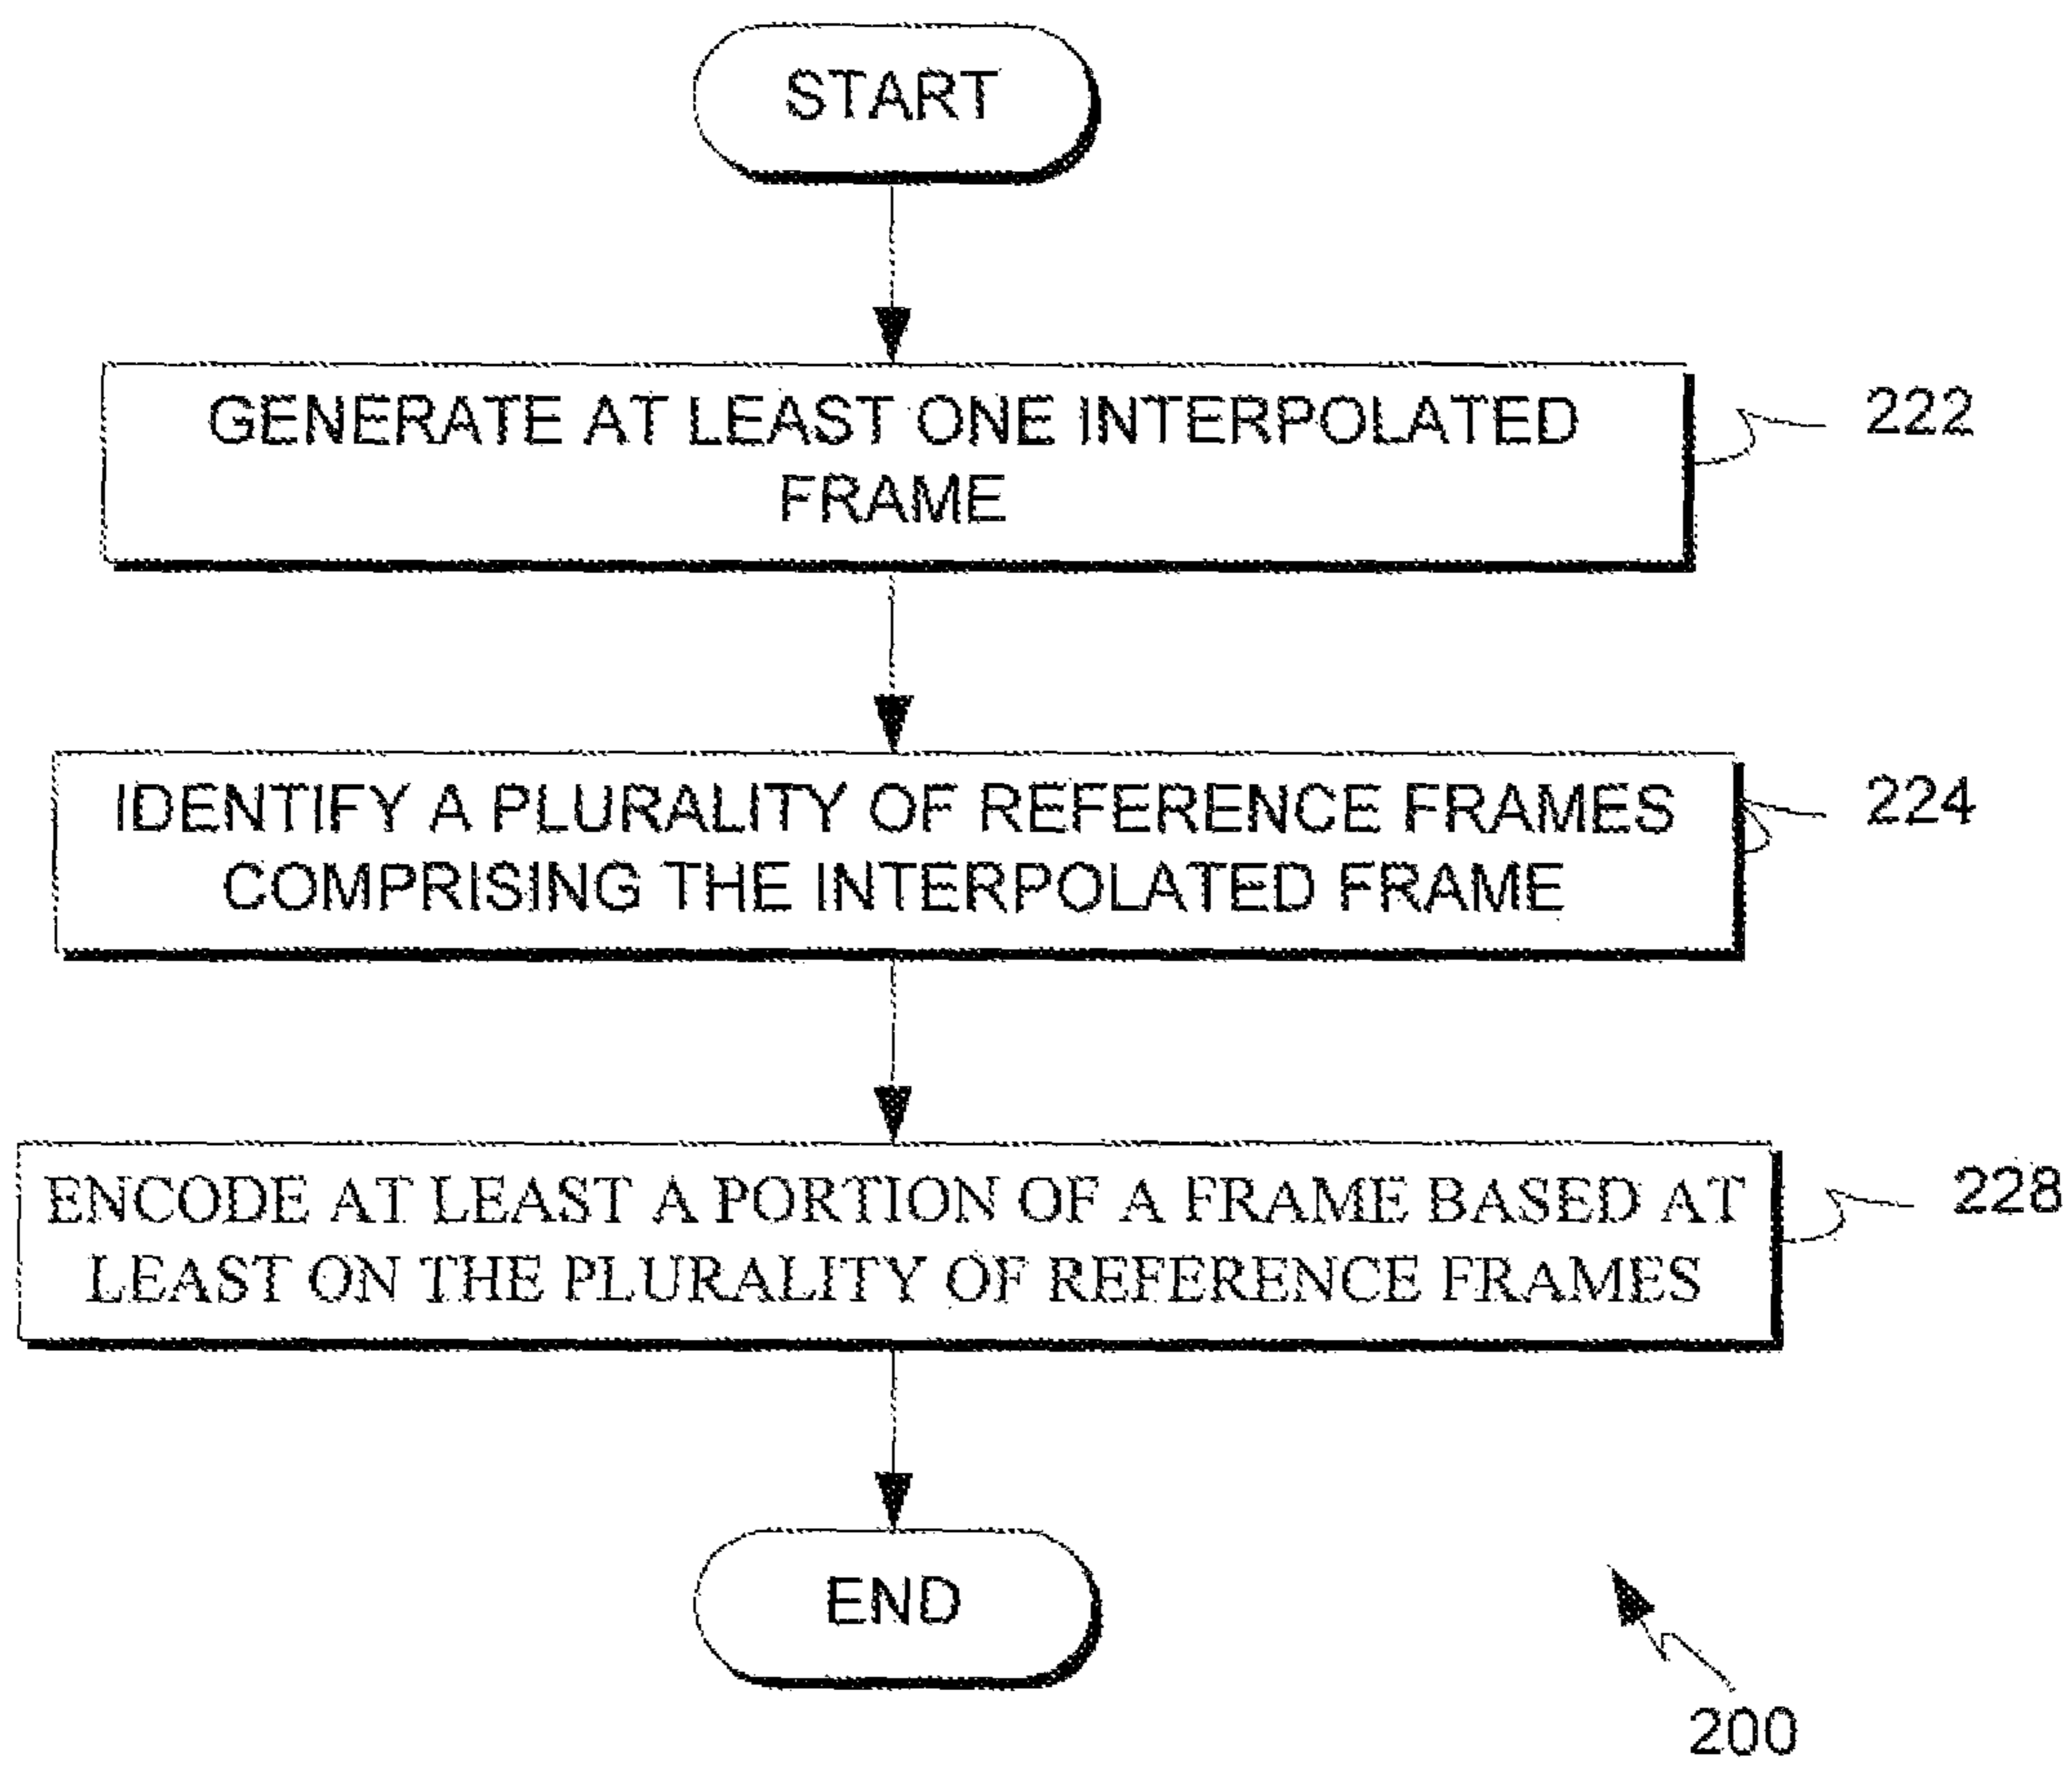 START
GENERATE AT LEAST ONE INTERPOLATED
FRAME
222
IDENTIFY A PLURALITY OF REFERENCE FRAMES
COMPRISING THE INTERPOLATED FRAME
224
ENCODE AT LEAST A PORTION OF A FRAME BASED AT
LEAST ON THE PLURALITY OF REFERENCE FRAMES
228
END
200